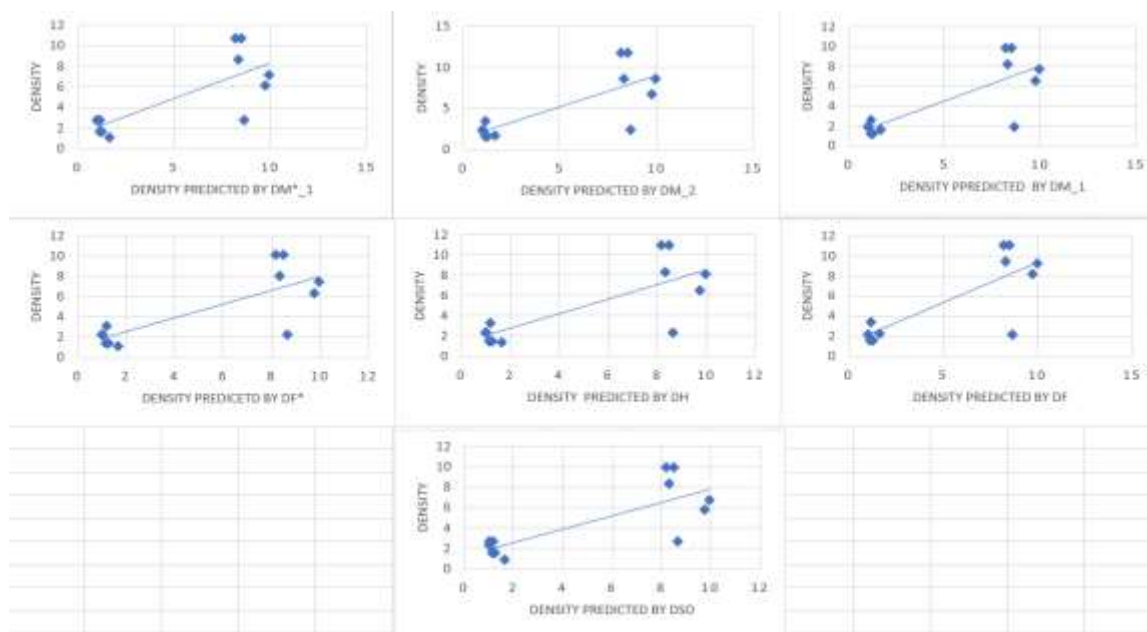 12
10
8
6
4
2
0
DENSITY
0 5 10 15
DENSITY PREDICTED BY DM*_1
15
10
5
0
DENSITY
0 5 10 15
DENSITY PREDICTED BY DM_2
12
10
8
6
4
2
0
DENSITY
0 5 10 15
DENSITY PPREDICTED BY DM_1
12
10
8
6
4
2
0
DENSITY
0 2 4 6 8 10 12
DENSITY PREDICETD BY DF*
12
10
8
6
4
2
0
DENSITY
0 2 4 6 8 10 12
DENSITY PREDICTED BY DH
12
10
8
6
4
2
0
DENSITY
0 5 10 15
DENSITY PREDICTED BY DF
12
10
8
6
4
2
0
DENSITY
0 2 4 6 8 10 12
DENSITY PREDICTED BY DSO